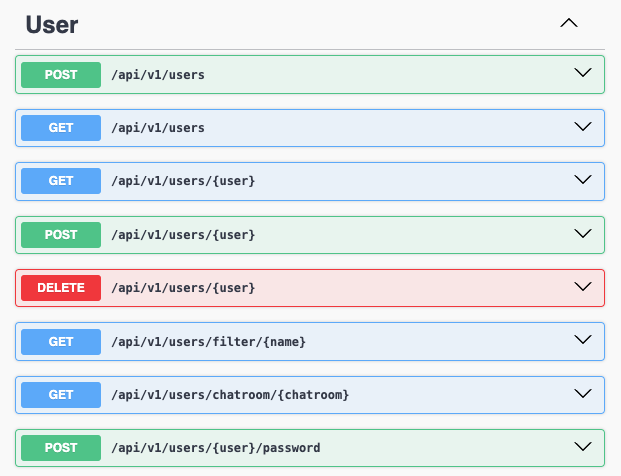 User
POST /api/v1/users
GET /api/v1/users
GET /api/v1/users/{user}
POST /api/v1/users/{user}
DELETE /api/v1/users/{user}
GET /api/v1/users/filter/{name}
GET /api/v1/users/chatroom/{chatroom}
POST /api/v1/users/{user}/password